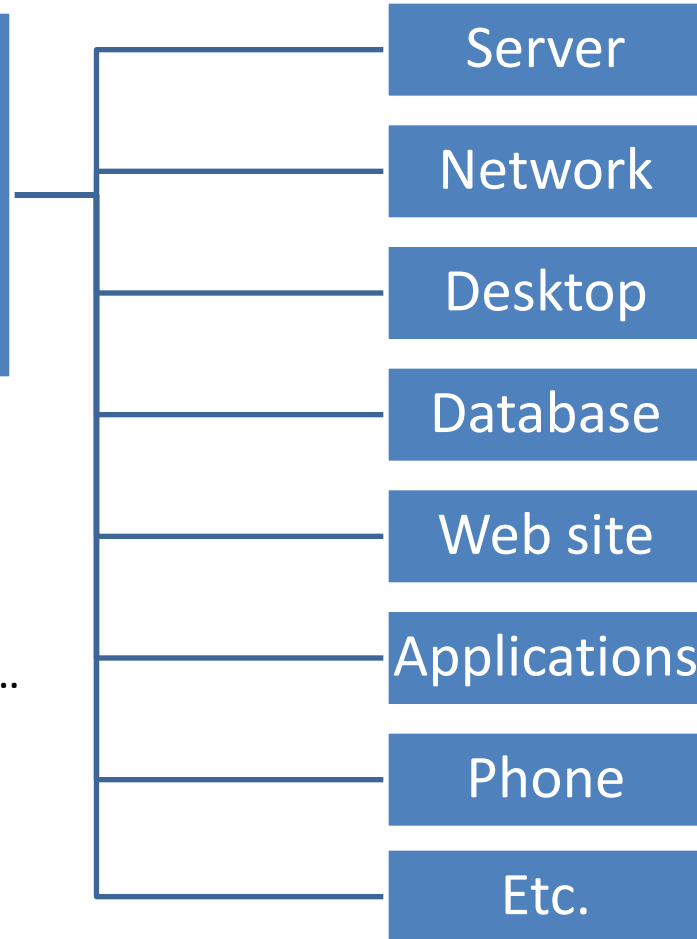 Server
Network
Desktop
Database
Web site
Applications
..
Phone
Etc.